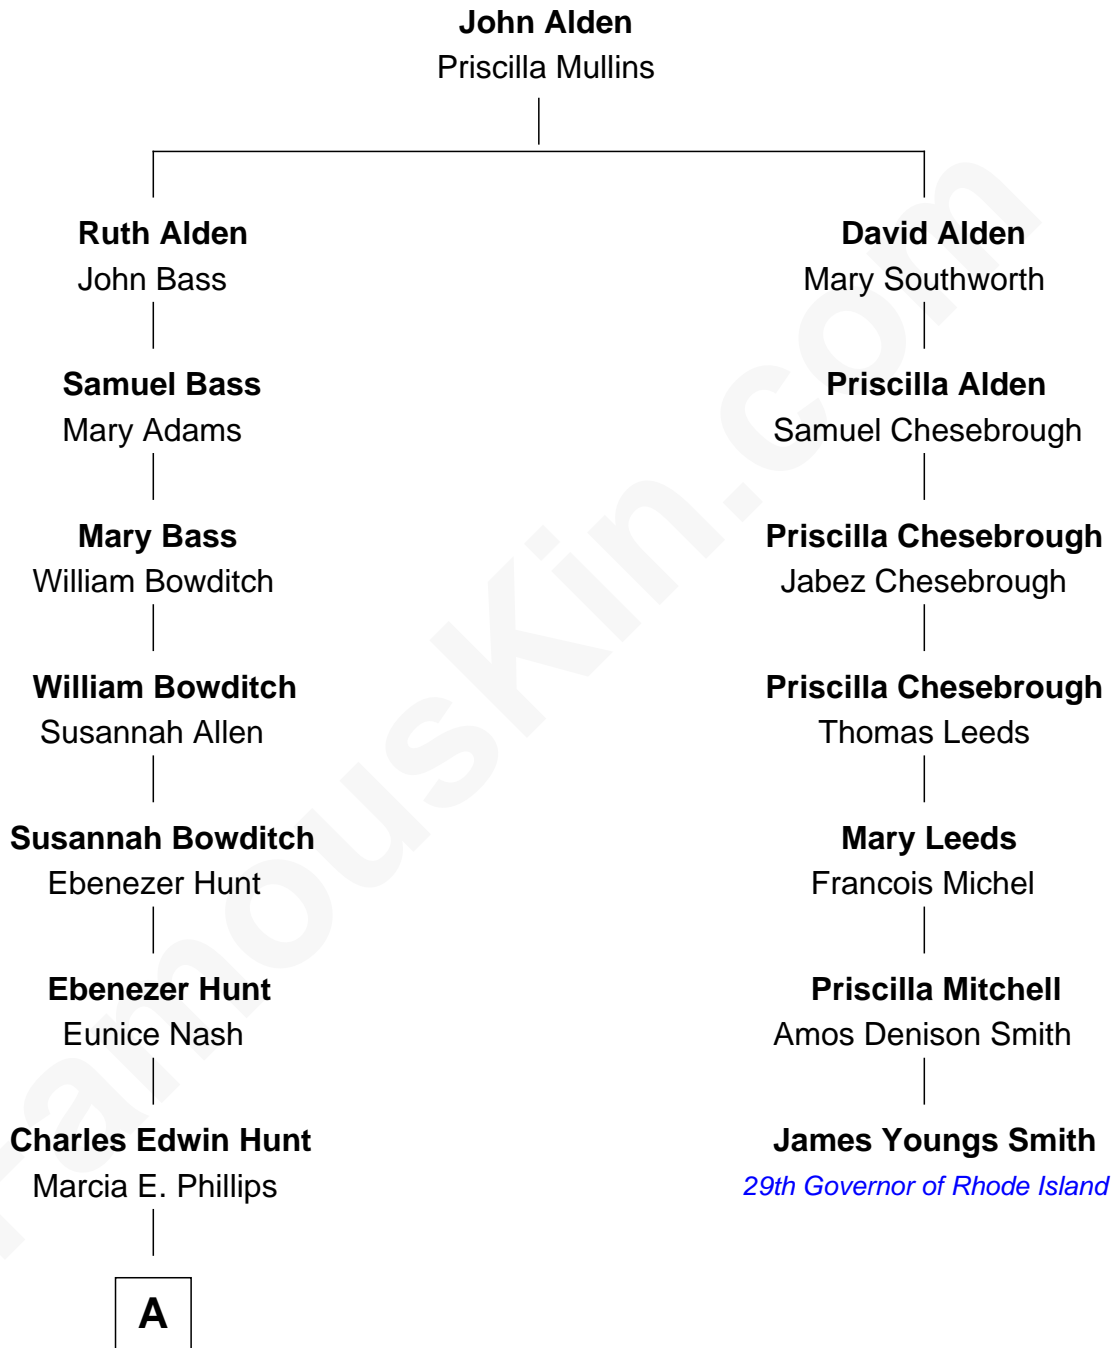 John Alden
Priscilla Mullins
Ruth Alden
John Bass
David Alden
Mary Southworth
Samuel Bass
Mary Adams
Priscilla Alden
Samuel Chesebrough
Mary Bass
William Bowditch
Priscilla Chesebrough
Jabez Chesebrough
William Bowditch
Susannah Allen
Priscilla Chesebrough
Thomas Leeds
Susannah Bowditch
Ebenezer Hunt
Mary Leeds
Francois Michel
Ebenezer Hunt
Eunice Nash
Priscilla Mitchell
Amos Denison Smith
Charles Edwin Hunt
Marcia E. Phillips
James Youngs Smith
29th Governor of Rhode Island
A
FamousKin.com